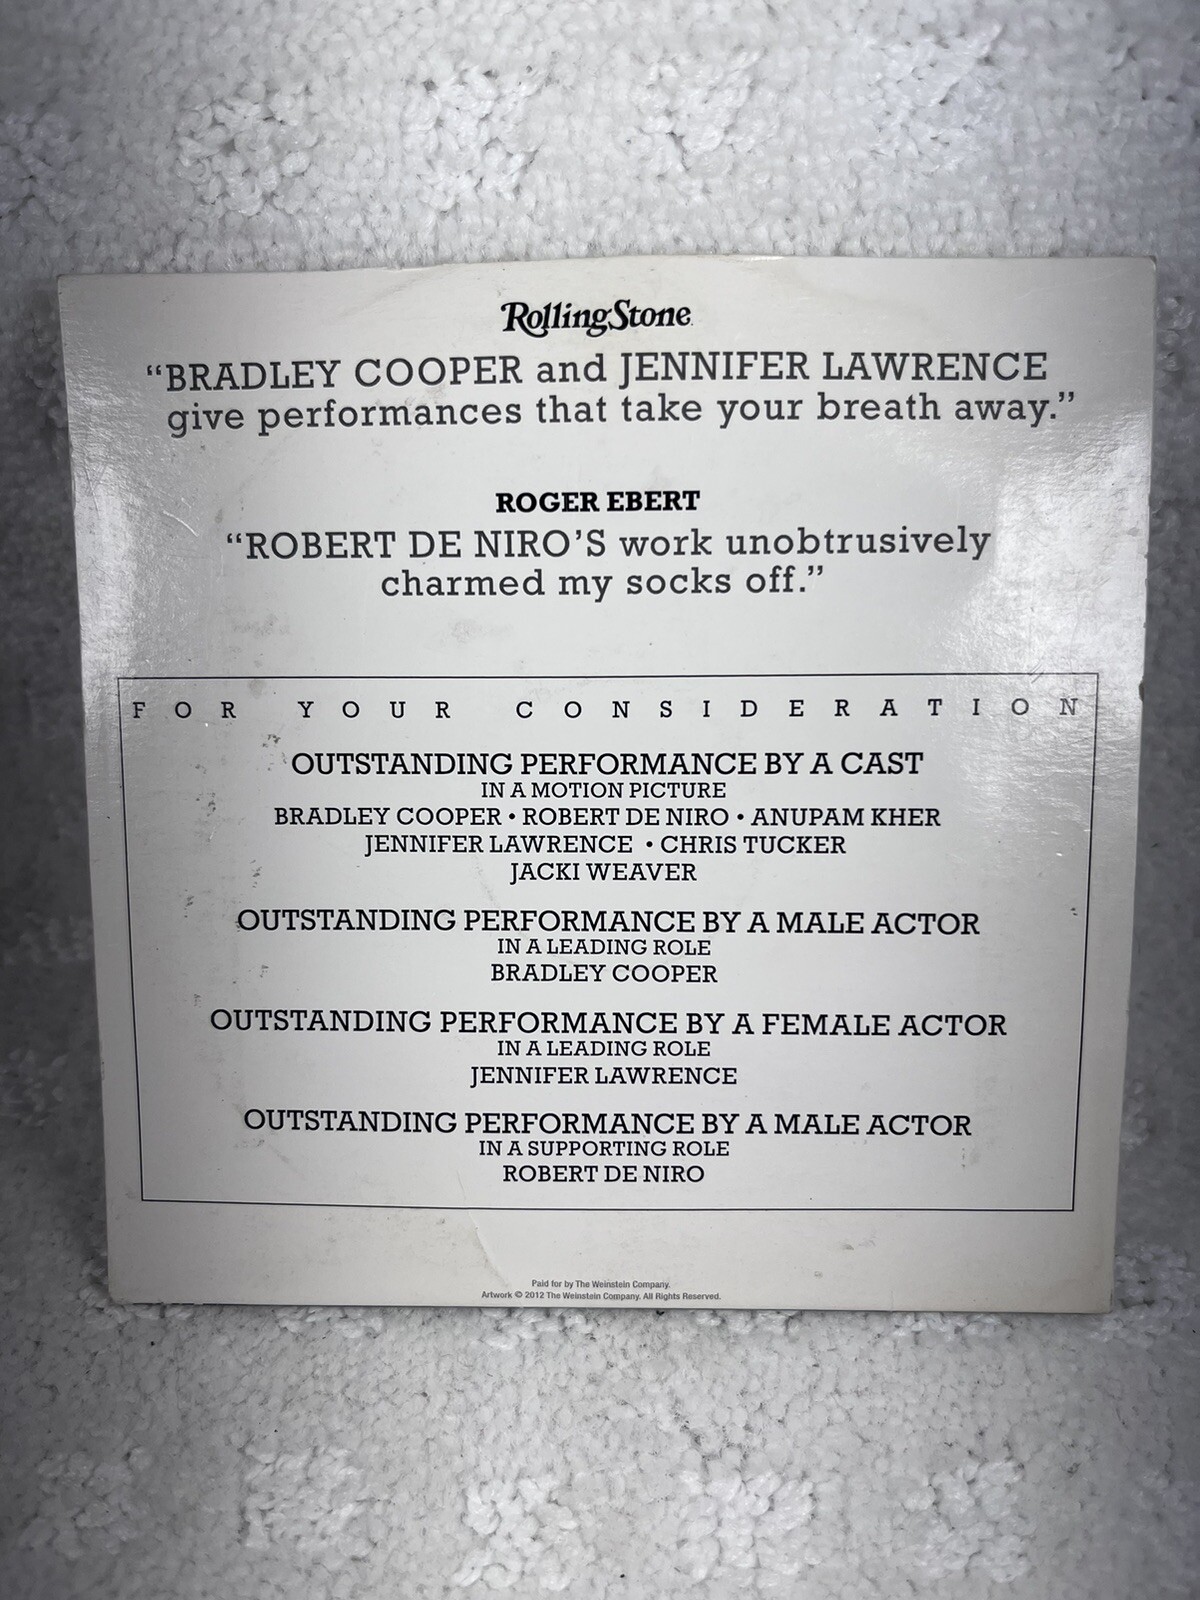 RollingStone
“BRADLEY COOPER and JENNIFER LAWRENCE
give performances that take your breath away.”
ROGER EBERT
“ROBERT DE NIRO’S work unobtrusively
charmed my socks off.”
FOR YOUR CONSIDERATION
OUTSTANDING PERFORMANCE BY A CAST
IN A MOTION PICTURE
BRADLEY COOPER • ROBERT DE NIRO • ANUPAM KHER
JENNIFER LAWRENCE • CHRIS TUCKER
JACKI WEAVER
OUTSTANDING PERFORMANCE BY A MALE ACTOR
IN A LEADING ROLE
BRADLEY COOPER
OUTSTANDING PERFORMANCE BY A FEMALE ACTOR
IN A LEADING ROLE
JENNIFER LAWRENCE
OUTSTANDING PERFORMANCE BY A MALE ACTOR
IN A SUPPORTING ROLE
ROBERT DE NIRO
Paid for by The Weinstein Company.
Artwork © 2012 The Weinstein Company. All Rights Reserved.